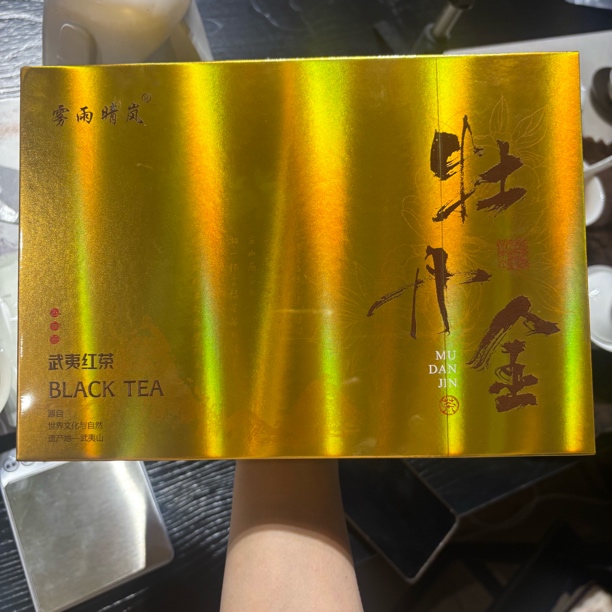 雾雨晴岚
牡丹金
MU
DAN
JIN
茶
武夷红茶
BLACK TEA
源自
世界文化与自然
遗产地—武夷山